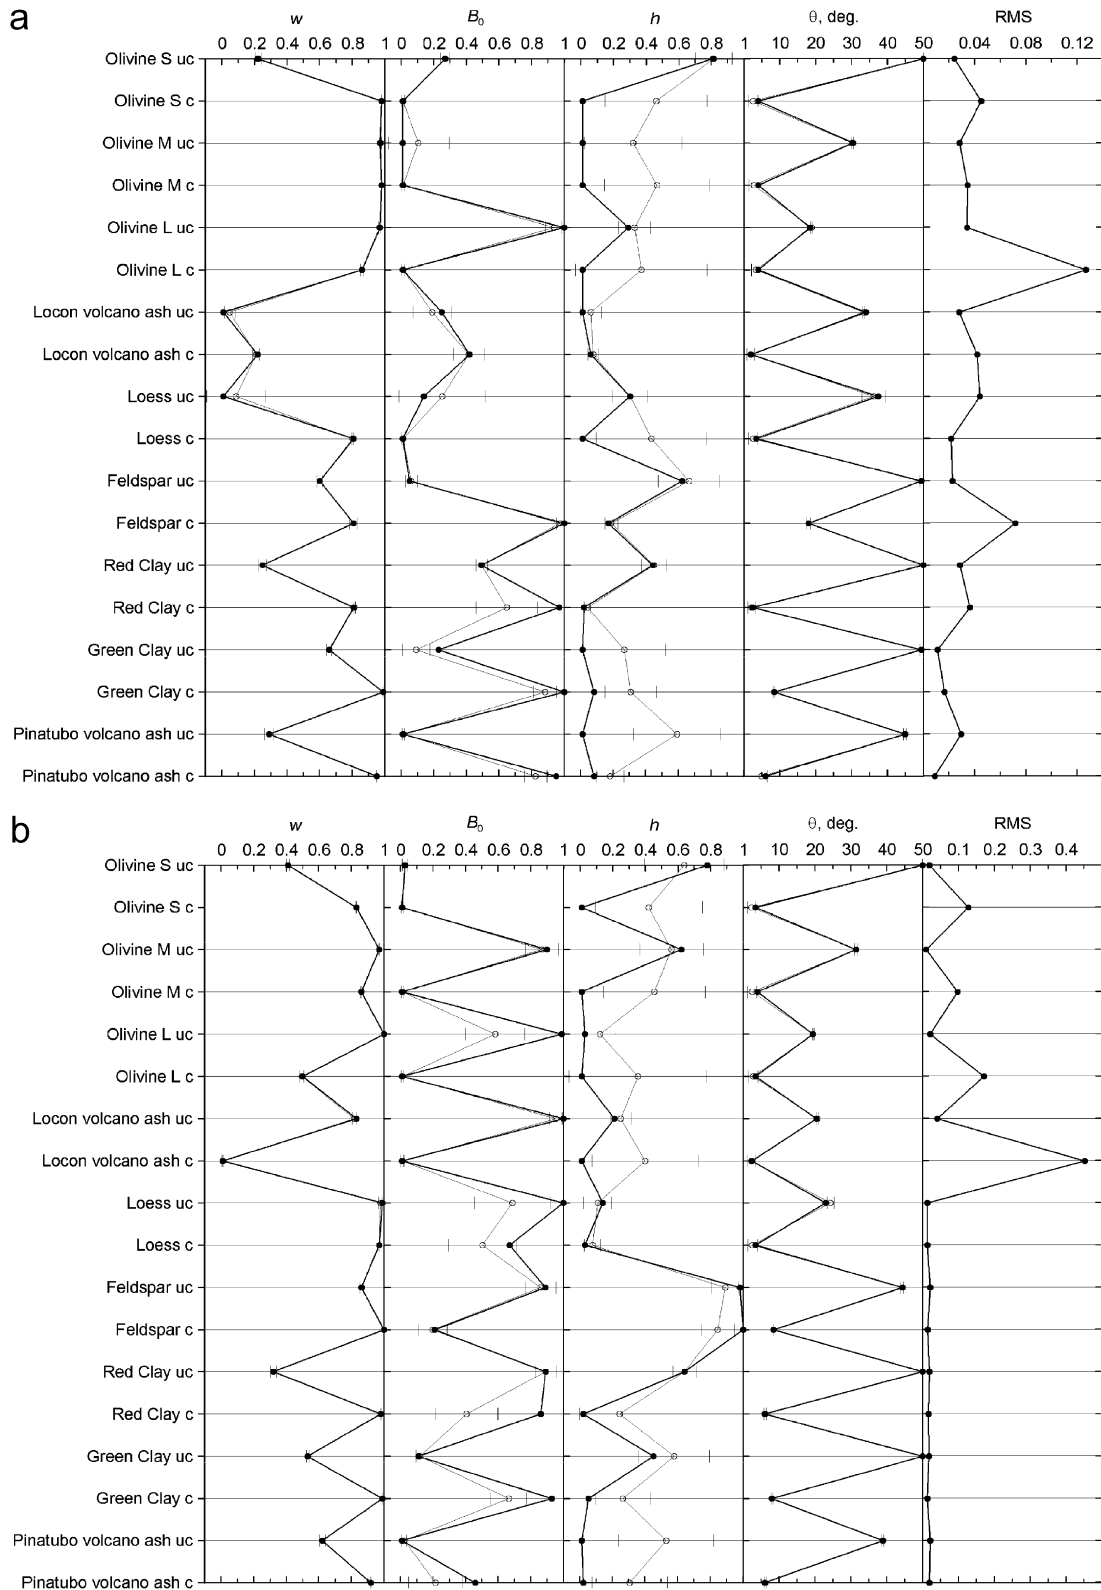 a
w B0 h θ, deg. RMS
0 0.2 0.4 0.6 0.8 1 0 0.2 0.4 0.6 0.8 1 0 0.2 0.4 0.6 0.8 1 10 20 30 40 50 0.04 0.08 0.12
Olivine S uc
Olivine S c
Olivine M uc
Olivine M c
Olivine L uc
Olivine L c
Locon volcano ash uc
Locon volcano ash c
Loess uc
Loess c
Feldspar uc
Feldspar c
Red Clay uc
Red Clay c
Green Clay uc
Green Clay c
Pinatubo volcano ash uc
Pinatubo volcano ash c
b
w B0 h θ, deg. RMS
0 0.2 0.4 0.6 0.8 1 0 0.2 0.4 0.6 0.8 1 0 0.2 0.4 0.6 0.8 1 10 20 30 40 50 0.1 0.2 0.3 0.4
Olivine S uc
Olivine S c
Olivine M uc
Olivine M c
Olivine L uc
Olivine L c
Locon volcano ash uc
Locon volcano ash c
Loess uc
Loess c
Feldspar uc
Feldspar c
Red Clay uc
Red Clay c
Green Clay uc
Green Clay c
Pinatubo volcano ash uc
Pinatubo volcano ash c